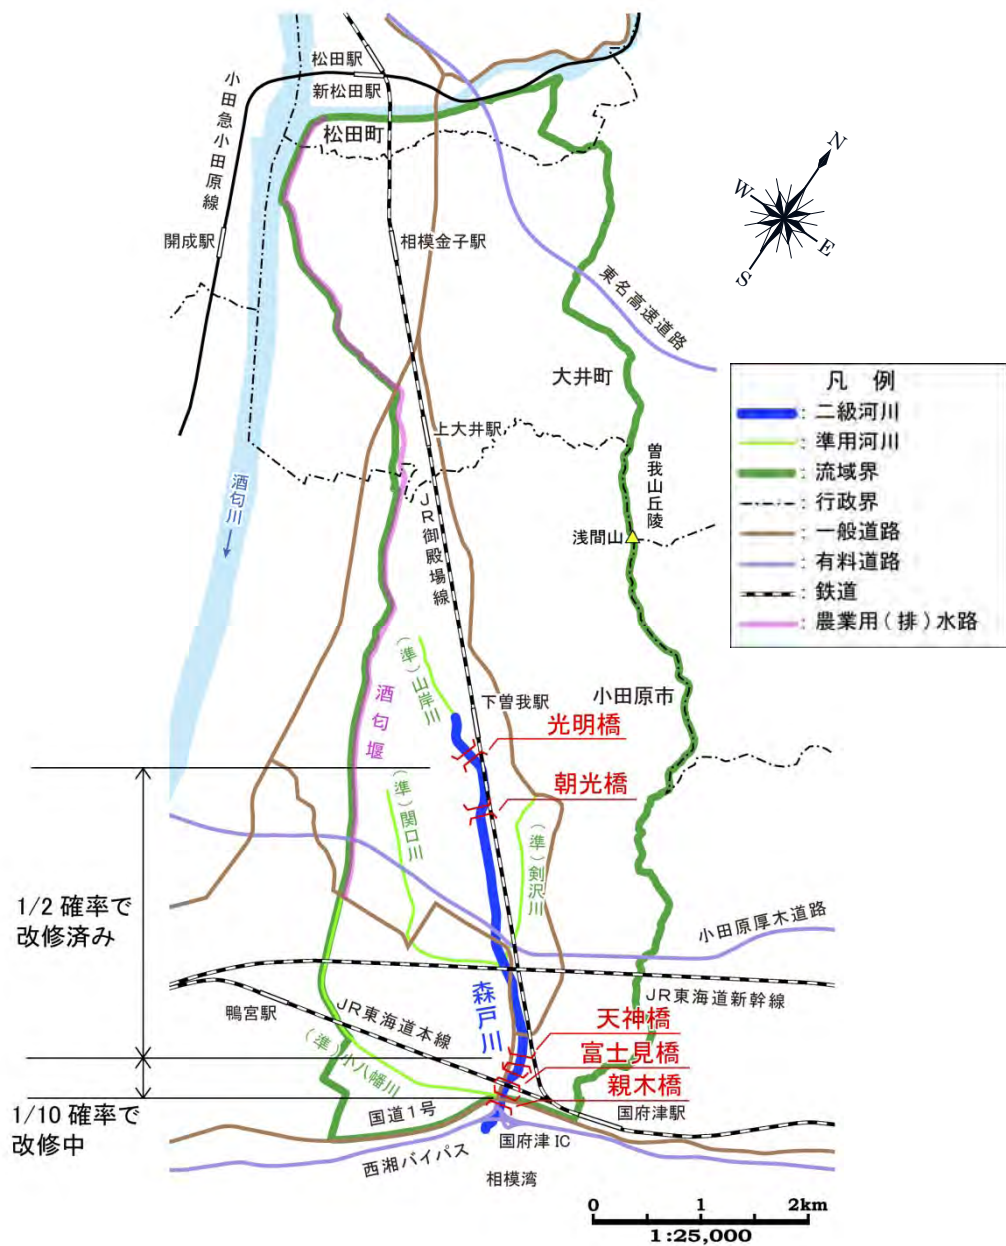 松田駅
新松田駅
小田急小田原線
松田町
N
W
E
S
開成駅
相模金子駅
東名高速道路
大井町
凡 例
: 二級河川
: 準用河川
: 流域界
: 行政界
: 一般道路
: 有料道路
: 鉄道
: 農業用(排)水路
上大井駅
曽我山丘陵
酒匂川
JR御殿場線
浅間山
(準)山岸川
酒匂堰
下曽我駅
小田原市
光明橋
朝光橋
(準)関口川
(準)剣沢川
1/2 確率で
改修済み
小田原厚木道路
森戸川
JR東海道新幹線
鴨宮駅
JR東海道本線
天神橋
富士見橋
親木橋
(準)小八幡川
1/10 確率で
改修中
国道1号
国府津駅
国府津 IC
西湘バイパス
相模湾
0 1 2km
1:25,000